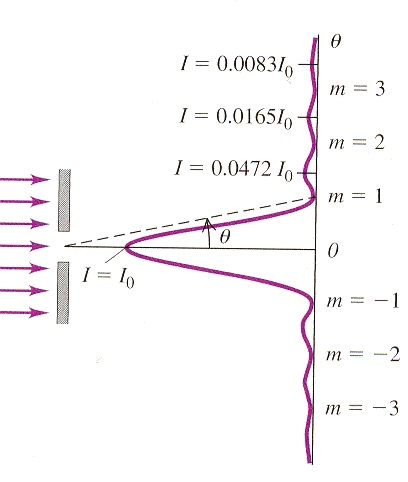 θ
I = 0.0083I₀
m = 3
I = 0.0165I₀
m = 2
I = 0.0472 I₀
m = 1
θ
0
I = I₀
m = −1
m = −2
m = −3